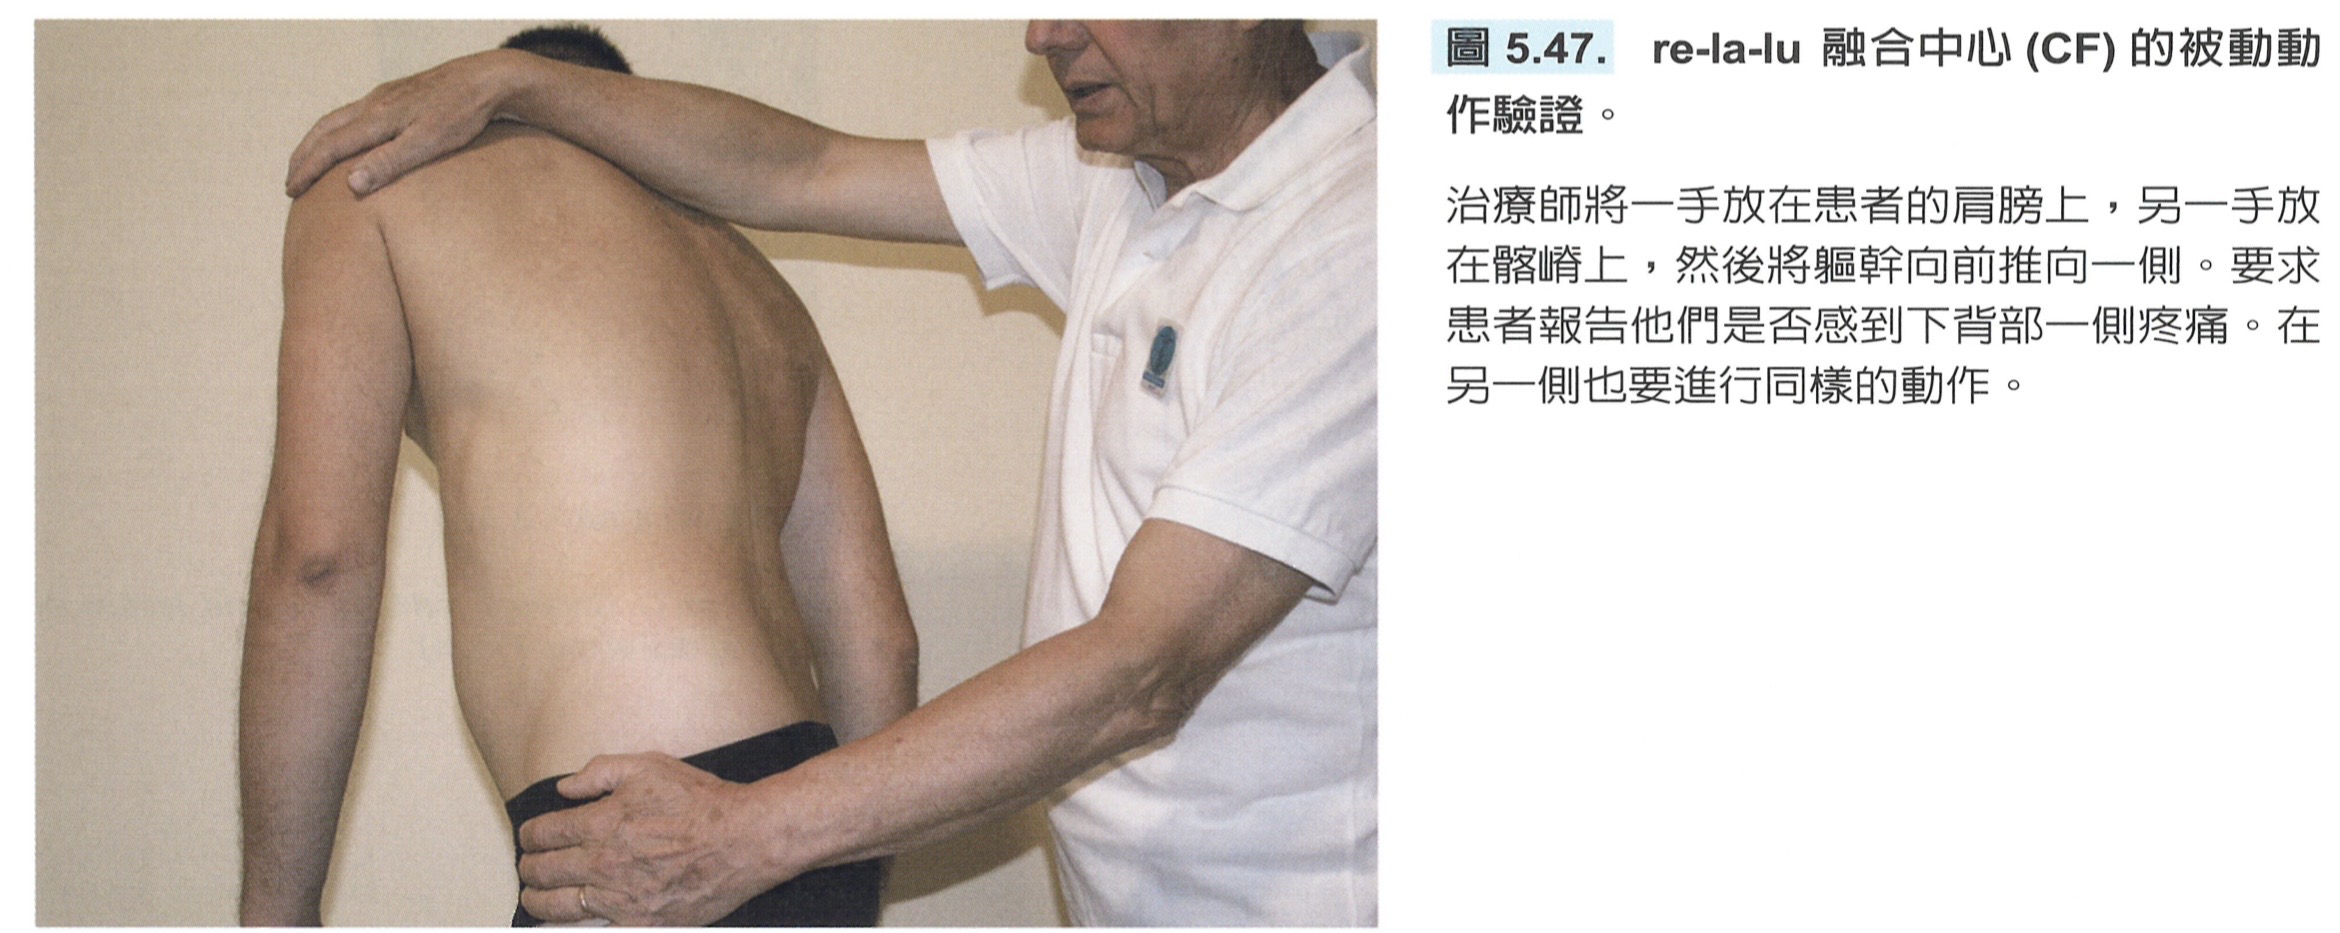 圖 5.47. re-la-lu 融合中心 (CF) 的被動動
作驗證。
治療師將一手放在患者的肩膀上，另一手放
在髂嵴上，然後將軀幹向前推向一側。要求
患者報告他們是否感到下背部一側疼痛。在
另一側也要進行同樣的動作。